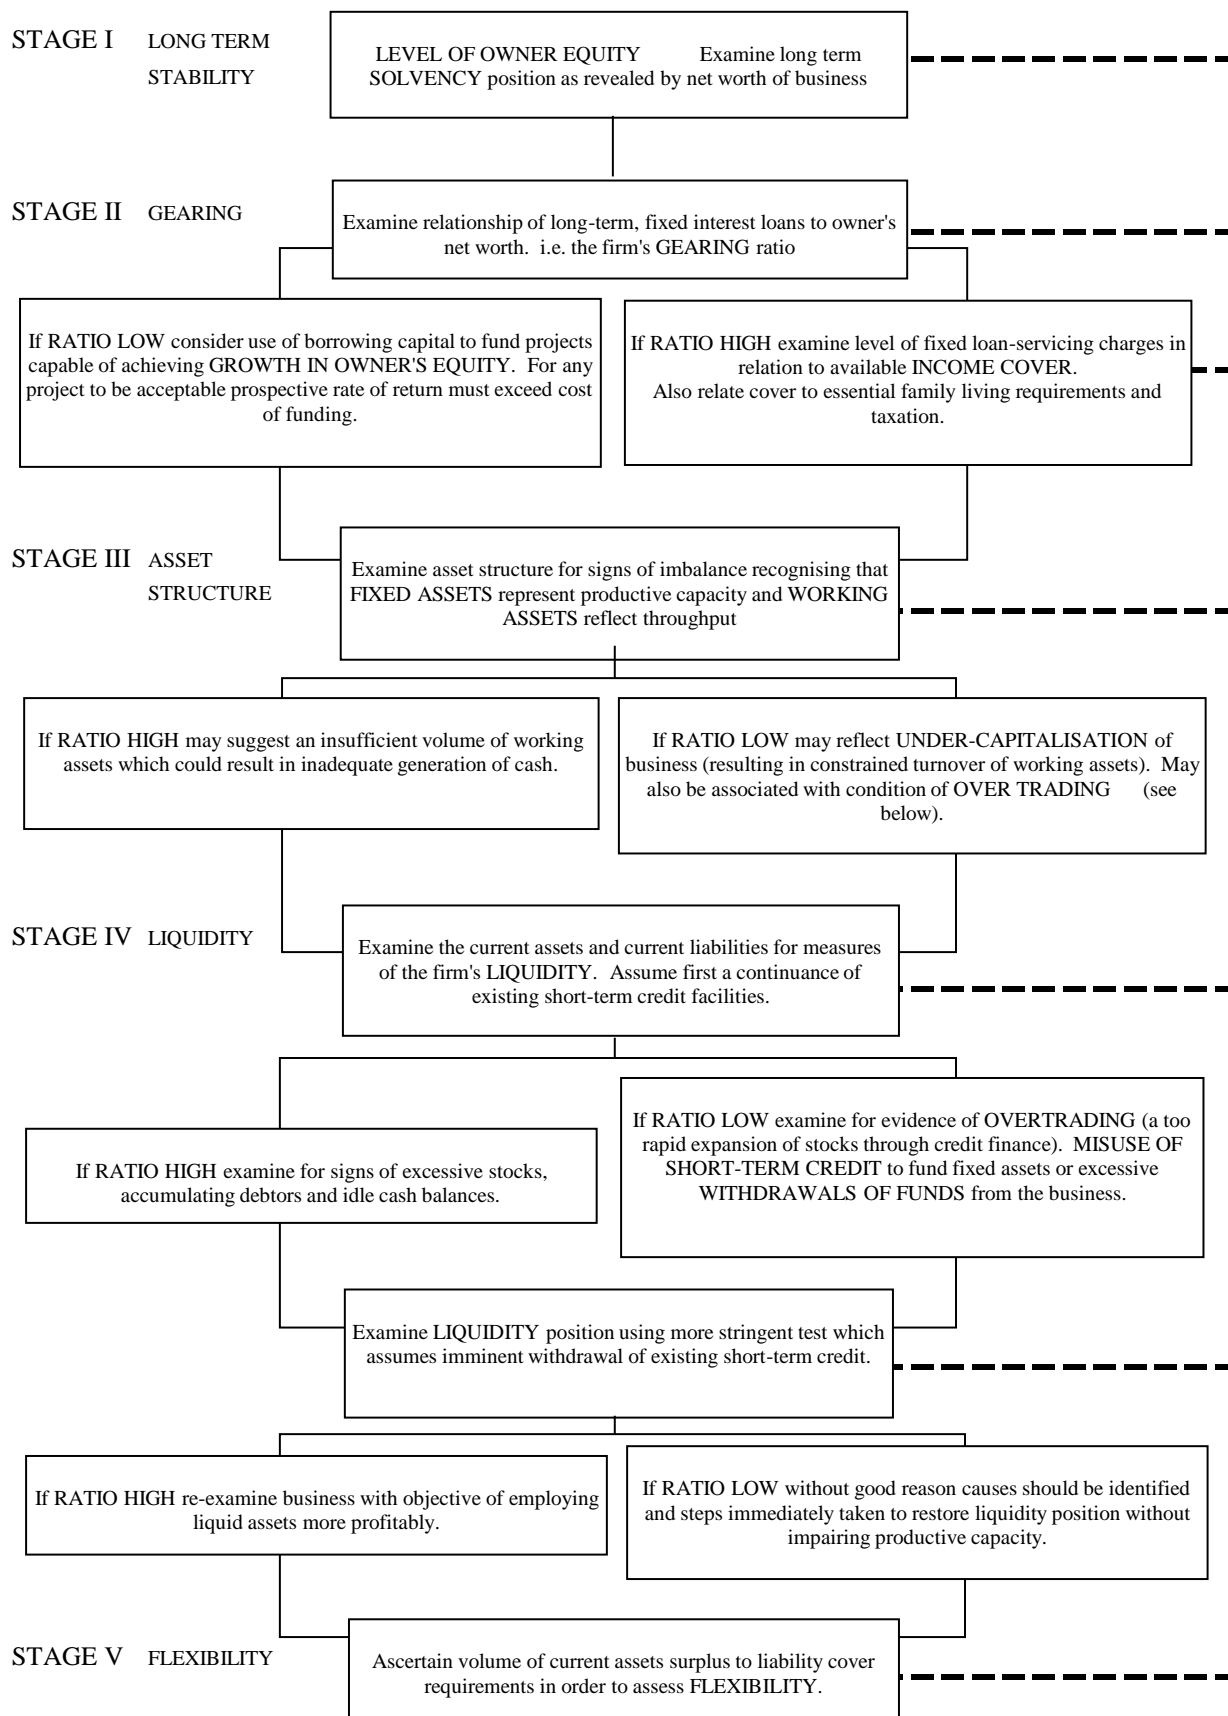 STAGE I LONG TERM
STABILITY
LEVEL OF OWNER EQUITY Examine long term
SOLVENCY position as revealed by net worth of business
STAGE II GEARING
Examine relationship of long-term, fixed interest loans to owner's
net worth. i.e. the firm's GEARING ratio
If RATIO LOW consider use of borrowing capital to fund projects
capable of achieving GROWTH IN OWNER'S EQUITY. For any
project to be acceptable prospective rate of return must exceed cost
of funding.
If RATIO HIGH examine level of fixed loan-servicing charges in
relation to available INCOME COVER.
Also relate cover to essential family living requirements and
taxation.
STAGE III ASSET
STRUCTURE
Examine asset structure for signs of imbalance recognising that
FIXED ASSETS represent productive capacity and WORKING
ASSETS reflect throughput
If RATIO HIGH may suggest an insufficient volume of working
assets which could result in inadequate generation of cash.
If RATIO LOW may reflect UNDER-CAPITALISATION of
business (resulting in constrained turnover of working assets). May
also be associated with condition of OVER TRADING (see
below).
STAGE IV LIQUIDITY
Examine the current assets and current liabilities for measures
of the firm's LIQUIDITY. Assume first a continuance of
existing short-term credit facilities.
If RATIO HIGH examine for signs of excessive stocks,
accumulating debtors and idle cash balances.
If RATIO LOW examine for evidence of OVERTRADING (a too
rapid expansion of stocks through credit finance). MISUSE OF
SHORT-TERM CREDIT to fund fixed assets or excessive
WITHDRAWALS OF FUNDS from the business.
Examine LIQUIDITY position using more stringent test which
assumes imminent withdrawal of existing short-term credit.
If RATIO HIGH re-examine business with objective of employing
liquid assets more profitably.
If RATIO LOW without good reason causes should be identified
and steps immediately taken to restore liquidity position without
impairing productive capacity.
STAGE V FLEXIBILITY
Ascertain volume of current assets surplus to liability cover
requirements in order to assess FLEXIBILITY.